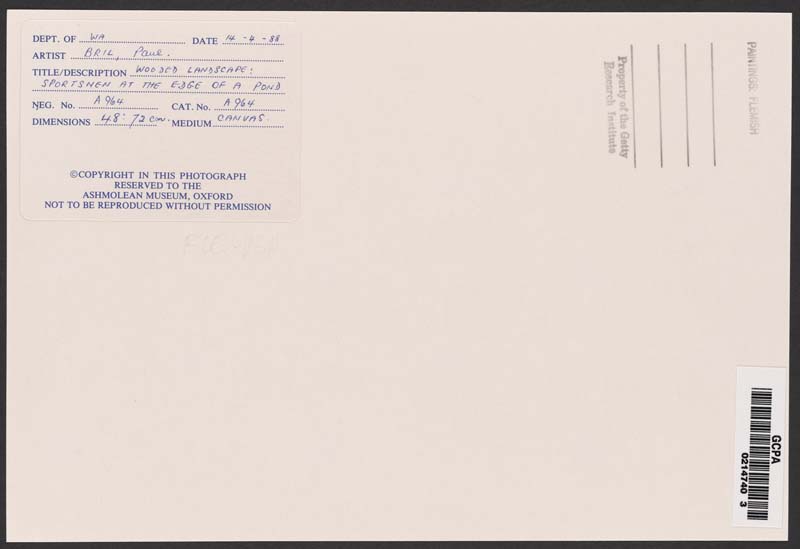 DEPT. OF WA DATE 14-4-88
ARTIST BRIL, Paul.
TITLE/DESCRIPTION WOODED LANDSCAPE:
SPORTSMEN AT THE EDGE OF A POND
NEG. No. A964 CAT. No. A964
DIMENSIONS 48 : 72 cm. MEDIUM CANVAS.
©COPYRIGHT IN THIS PHOTOGRAPH
RESERVED TO THE
ASHMOLEAN MUSEUM, OXFORD
NOT TO BE REPRODUCED WITHOUT PERMISSION
Property of the Getty
Research Institute
PAINTINGS: FLEMISH
GCPA
0214740 3